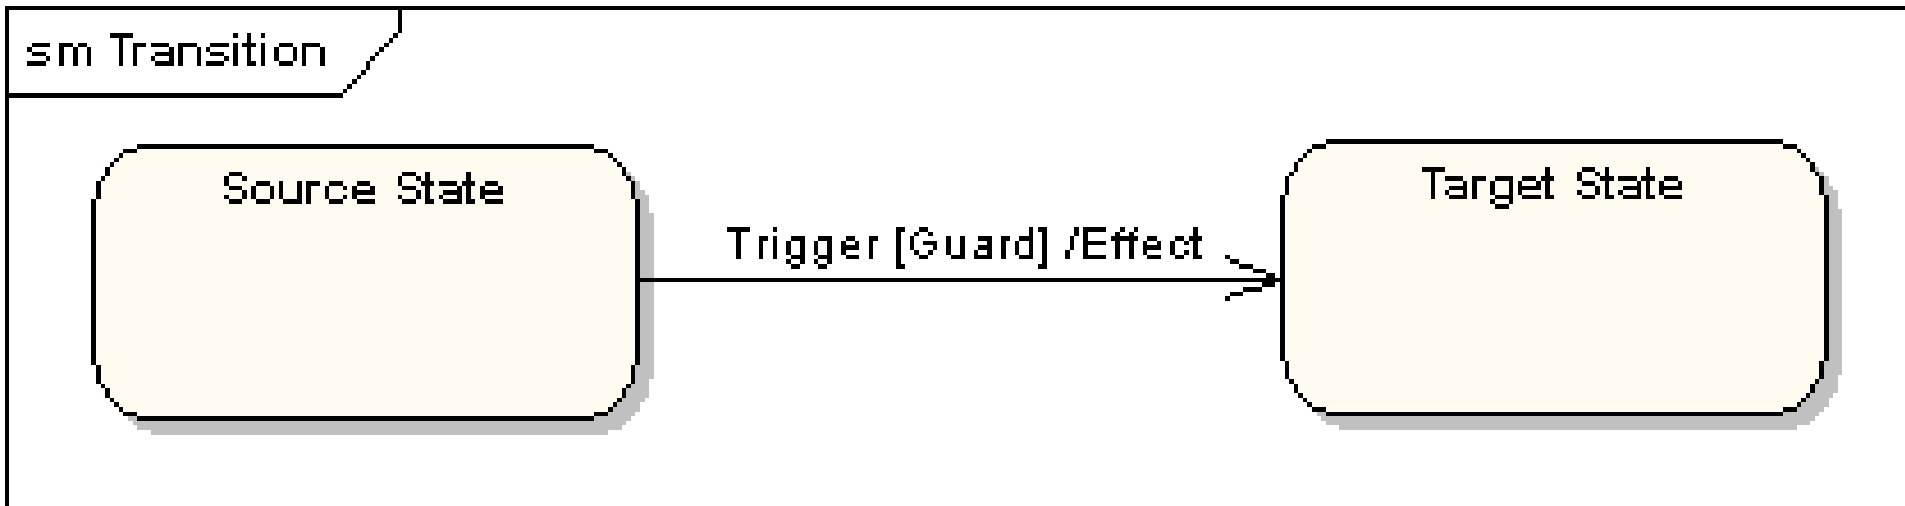 sm Transition
Source State
Trigger [Guard] /Effect
Target State